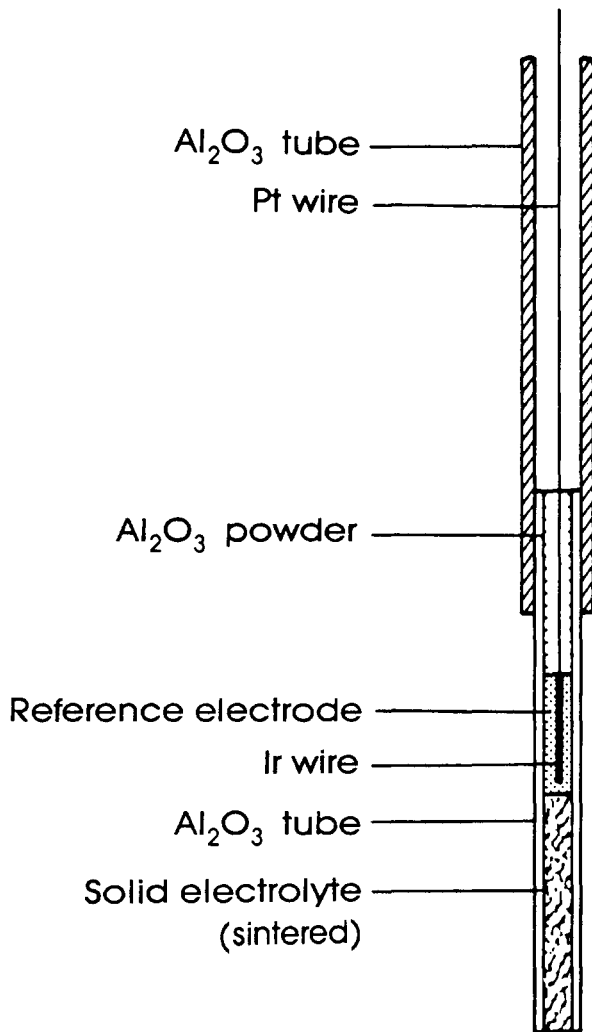 Al₂O₃ tube
Pt wire
Al₂O₃ powder
Reference electrode
Ir wire
Al₂O₃ tube
Solid electrolyte
(sintered)